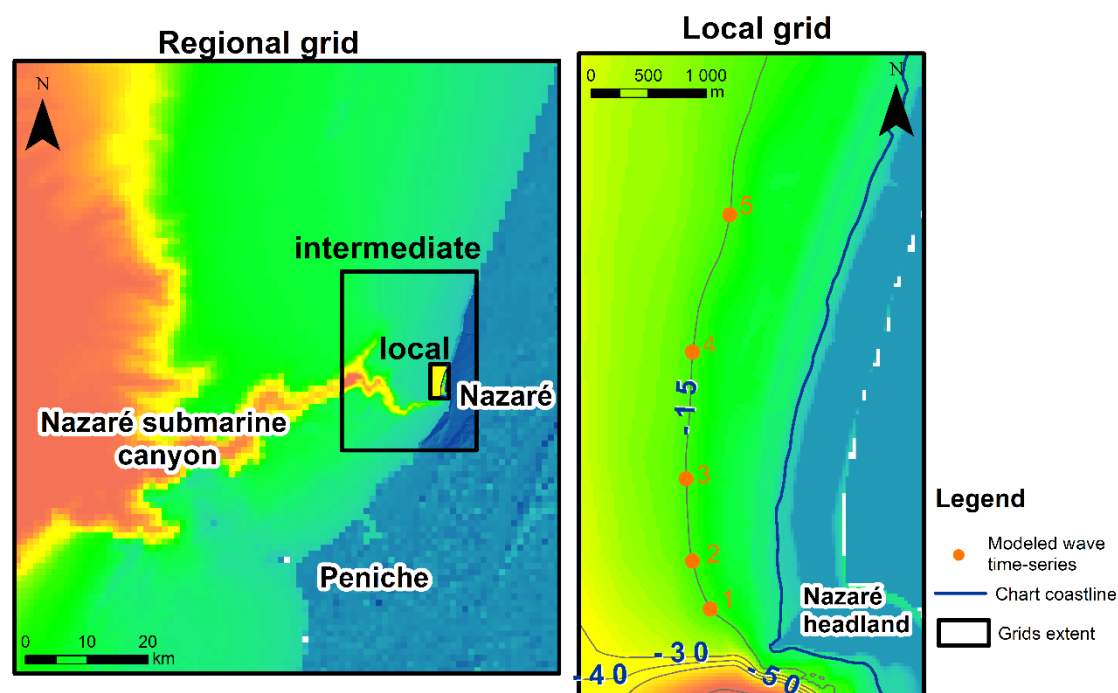 Regional grid
N
intermediate
local
Nazaré
Nazaré submarine
canyon
Peniche
0 10 20
km
Local grid
0 500 1 000
m
N
5
4
-15
3
2
1
Nazaré
headland
-30
-40
-50
Legend
Modeled wave
time-series
Chart coastline
Grids extent